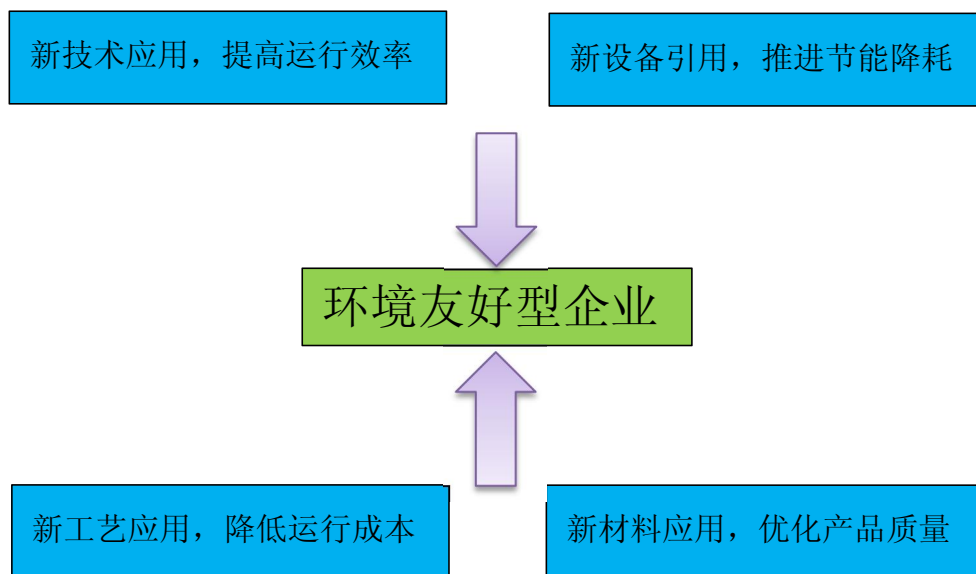 新技术应用，提高运行效率
新设备引用，推进节能降耗
环境友好型企业
新工艺应用，降低运行成本
新材料应用，优化产品质量